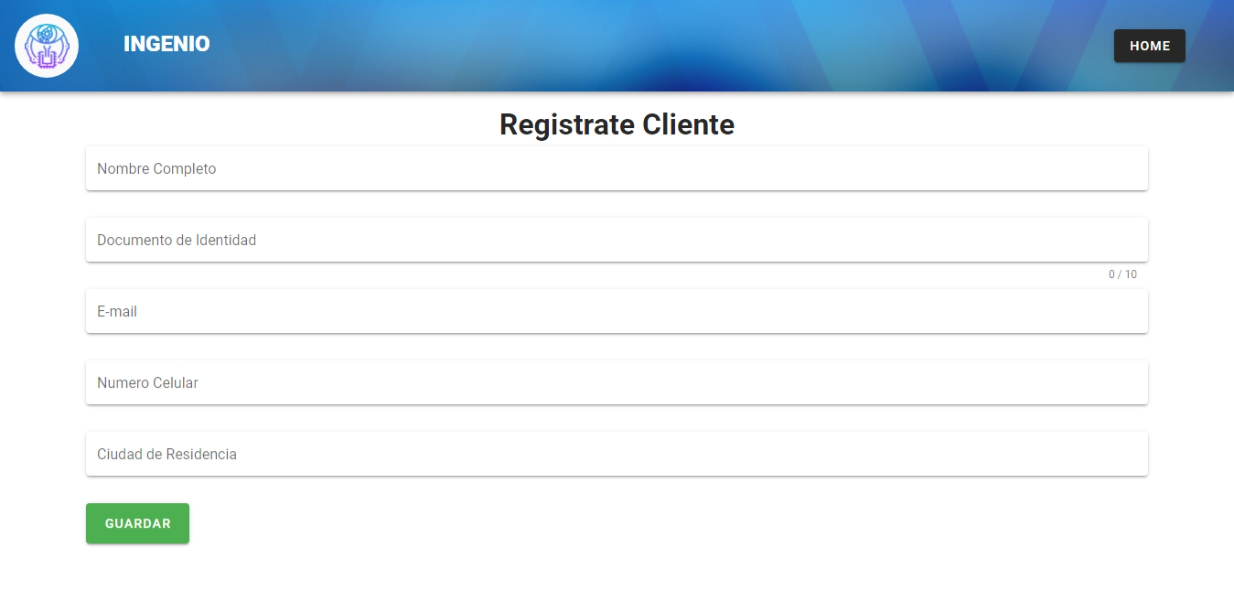 INGENIO
HOME
Registrate Cliente
Nombre Completo
Documento de Identidad
0 / 10
E-mail
Numero Celular
Ciudad de Residencia
GUARDAR